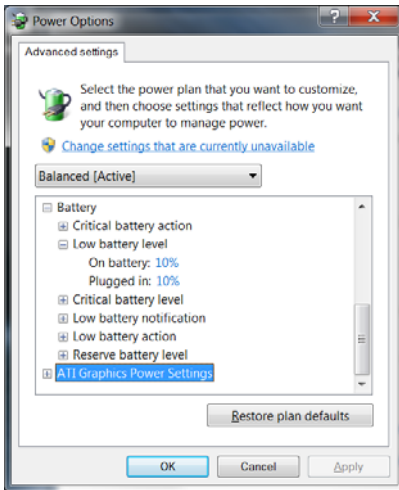 Power Options
Advanced settings
Select the power plan that you want to customize,
and then choose settings that reflect how you want
your computer to manage power.
Change settings that are currently unavailable
Balanced [Active]
Battery
Critical battery action
Low battery level
On battery: 10%
Plugged in: 10%
Critical battery level
Low battery notification
Low battery action
Reserve battery level
ATI Graphics Power Settings
Restore plan defaults
OK Cancel Apply